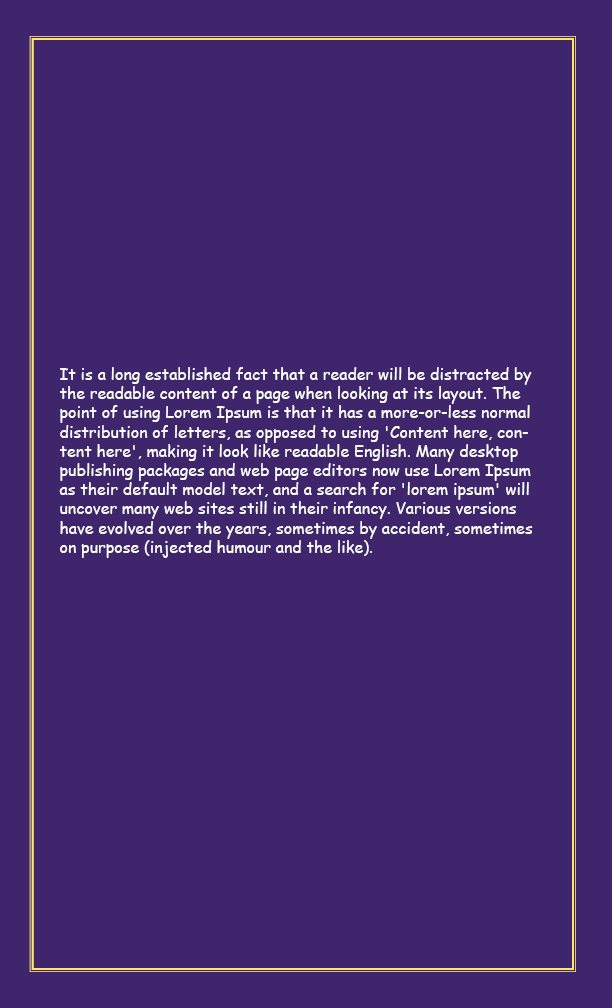 It is a long established fact that a reader will be distracted by
the readable content of a page when looking at its layout. The
point of using Lorem Ipsum is that it has a more-or-less normal
distribution of letters, as opposed to using 'Content here, con-
tent here', making it look like readable English. Many desktop
publishing packages and web page editors now use Lorem Ipsum
as their default model text, and a search for 'lorem ipsum' will
uncover many web sites still in their infancy. Various versions
have evolved over the years, sometimes by accident, sometimes
on purpose (injected humour and the like).